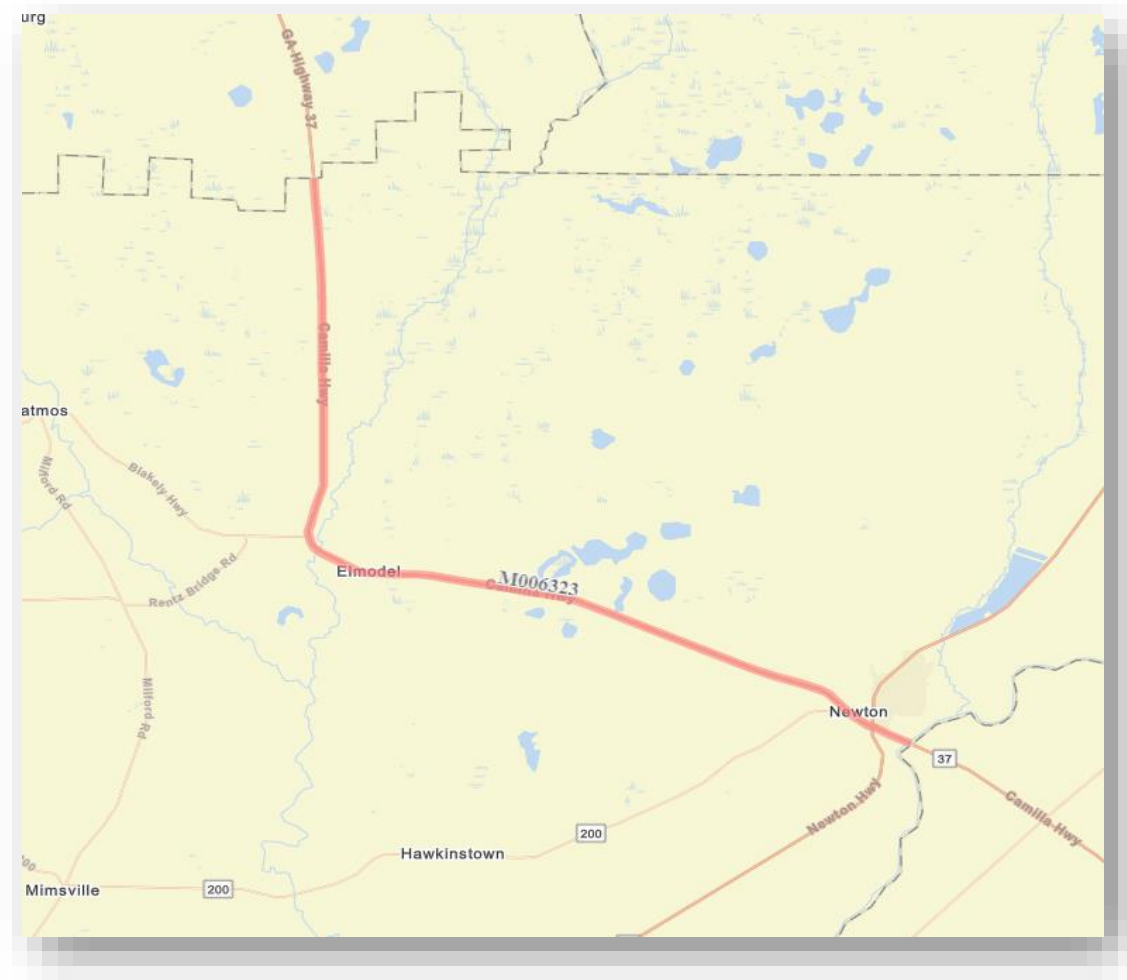 urg
GA Highway 37
Camilla Hwy
atmos
Milford Rd
Blakely Hwy
Rentz Bridge Rd
Elmodel
M006323
Camilla Hwy
Milford Rd
Newton
37
Newton Hwy
Camilla Hwy
200
Hawkinstown
00
Mimsville
200